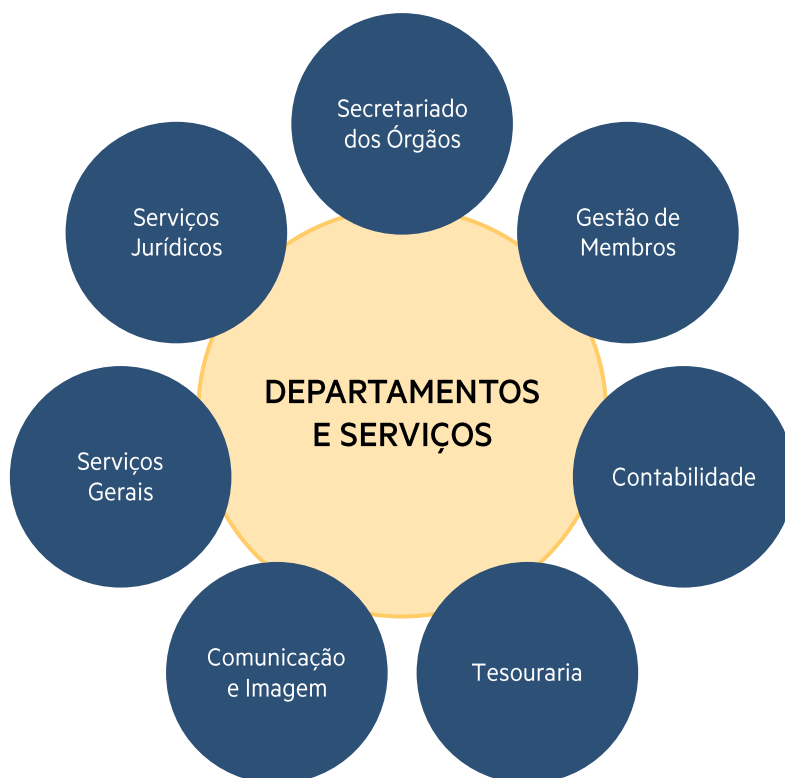 Secretariado
dos Órgãos
Serviços
Jurídicos
Gestão de
Membros
DEPARTAMENTOS
E SERVIÇOS
Serviços
Gerais
Contabilidade
Comunicação
e Imagem
Tesouraria